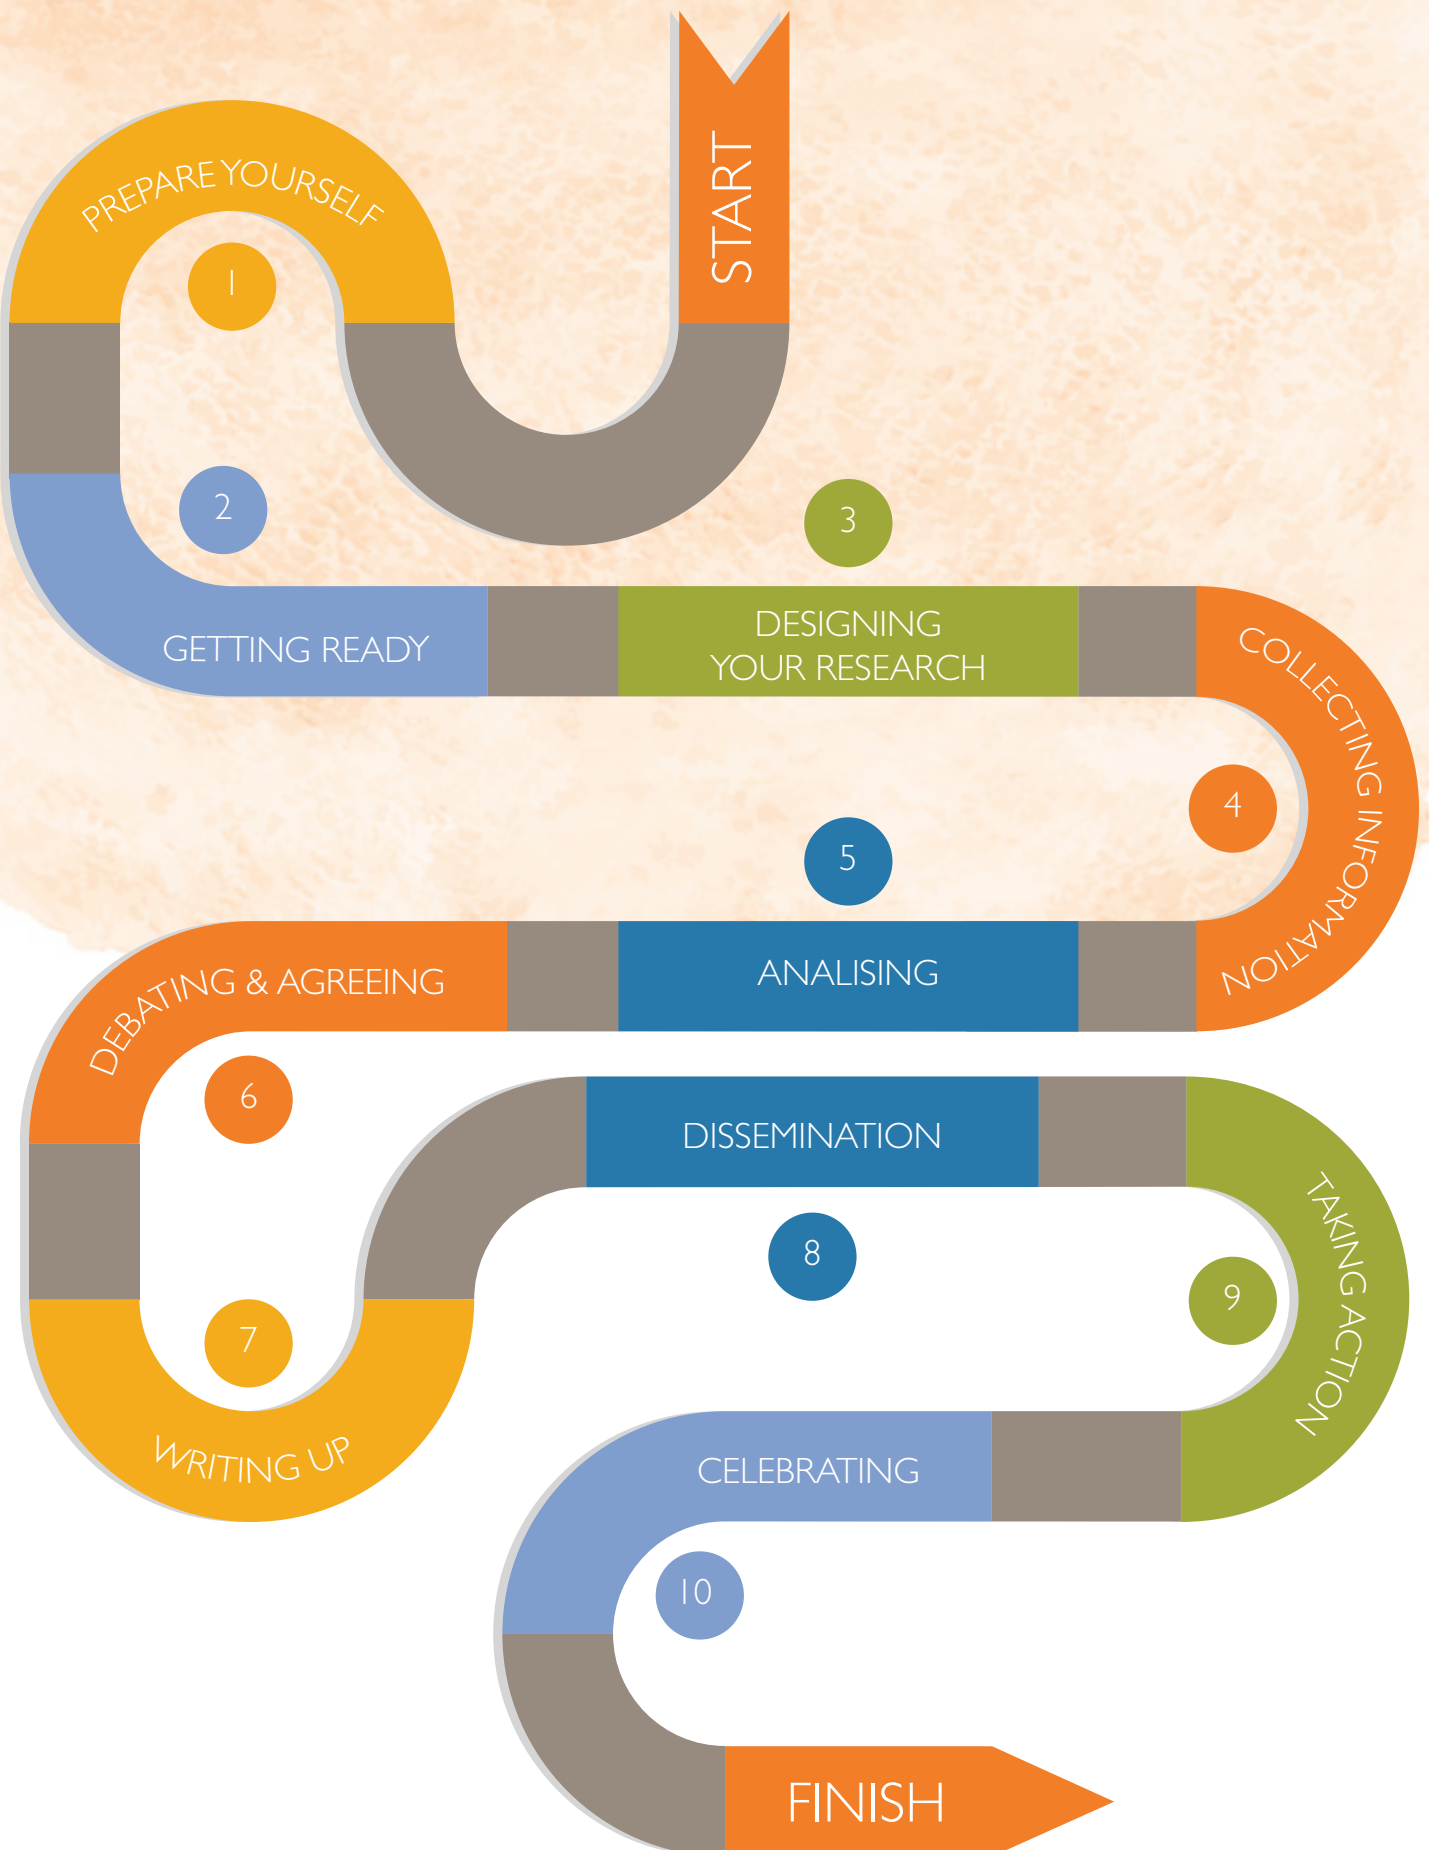 START
PREPARE YOURSELF
1
2
GETTING READY
3
DESIGNING
YOUR RESEARCH
COLLECTING INFORMATION
4
5
ANALISING
DEBATING & AGREEING
6
7
WRITING UP
DISSEMINATION
8
TAKING ACTION
9
CELEBRATING
10
FINISH